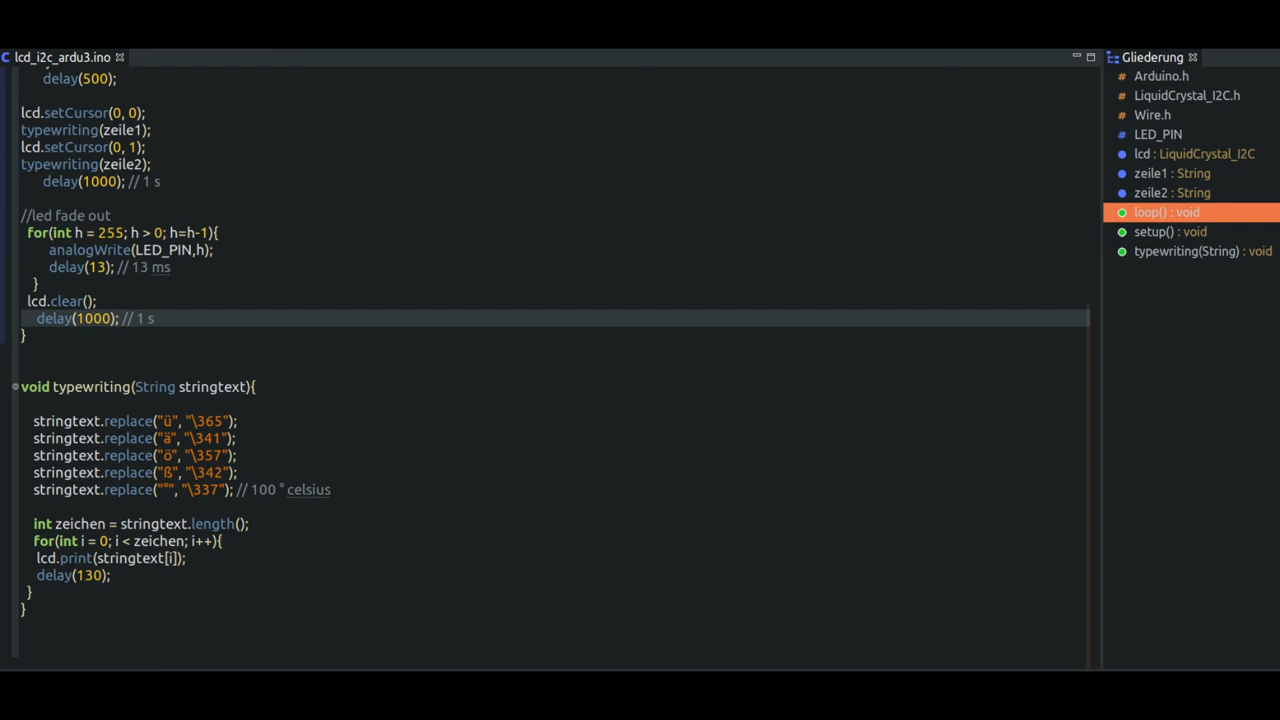 lcd_i2c_ardu3.ino
delay(500);
lcd.setCursor(0, 0);
typewriting(zeile1);
lcd.setCursor(0, 1);
typewriting(zeile2);
delay(1000); // 1 s
//led fade out
for(int h = 255; h > 0; h=h-1){
analogWrite(LED_PIN,h);
delay(13); // 13 ms
}
lcd.clear();
delay(1000); // 1 s
}
void typewriting(String stringtext){
stringtext.replace("ü", "\365");
stringtext.replace("ä", "\341");
stringtext.replace("ö", "\357");
stringtext.replace("ß", "\342");
stringtext.replace("°", "\337"); // 100 ° celsius
int zeichen = stringtext.length();
for(int i = 0; i < zeichen; i++){
lcd.print(stringtext[i]);
delay(130);
}
}
Gliederung
# Arduino.h
# LiquidCrystal_I2C.h
# Wire.h
# LED_PIN
lcd : LiquidCrystal_I2C
zeile1 : String
zeile2 : String
loop() : void
setup() : void
typewriting(String) : void